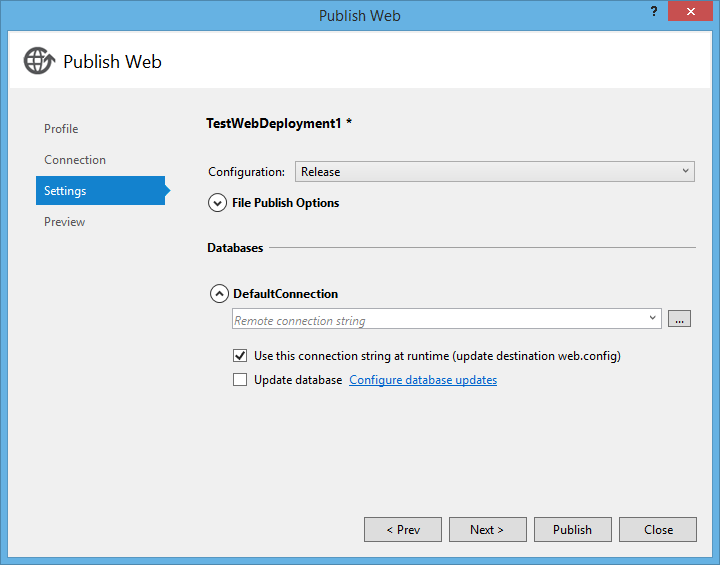 Publish Web
?
Publish Web
Profile
Connection
Settings
Preview
TestWebDeployment1 *
Configuration: Release
File Publish Options
Databases
DefaultConnection
Remote connection string ...
Use this connection string at runtime (update destination web.config)
Update database Configure database updates
< Prev Next > Publish Close